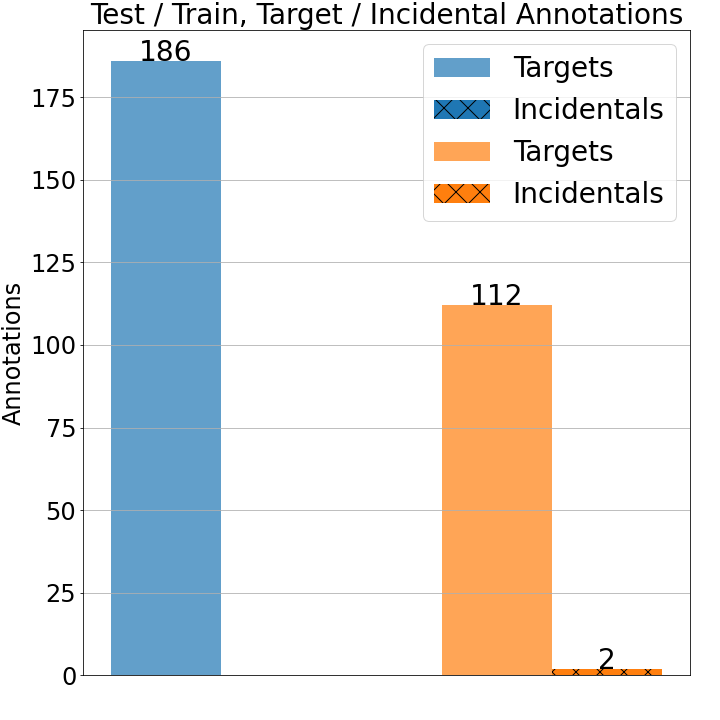 Test / Train, Target / Incidental Annotations
186
Targets
Incidentals
Targets
Incidentals
112
2
Annotations
175
150
125
100
75
50
25
0